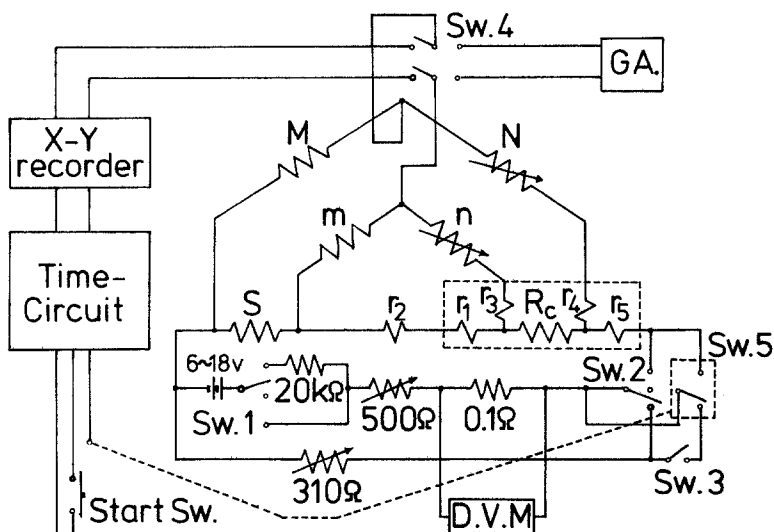 Sw.4
GA.
X-Y
recorder
M
N
m
n
Time-
Circuit
S
r2
r1
r3
Rc
r4
r5
6~18v
20kΩ
Sw.1
500Ω
0.1Ω
Sw.2
Sw.5
310Ω
Sw.3
Start Sw.
D.V.M